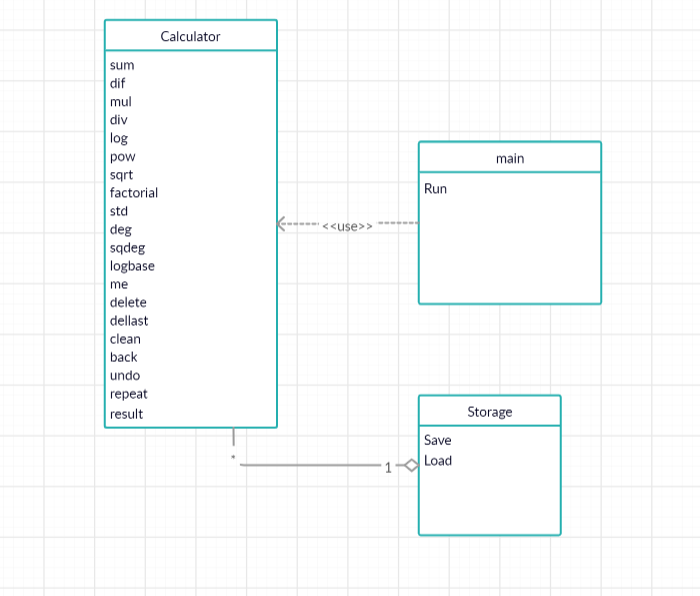 Calculator
sum
dif
mul
div
log
pow
sqrt
factorial
std
deg
sqdeg
logbase
me
delete
dellast
clean
back
undo
repeat
result
main
Run
<<use>>
Storage
Save
Load
*
1